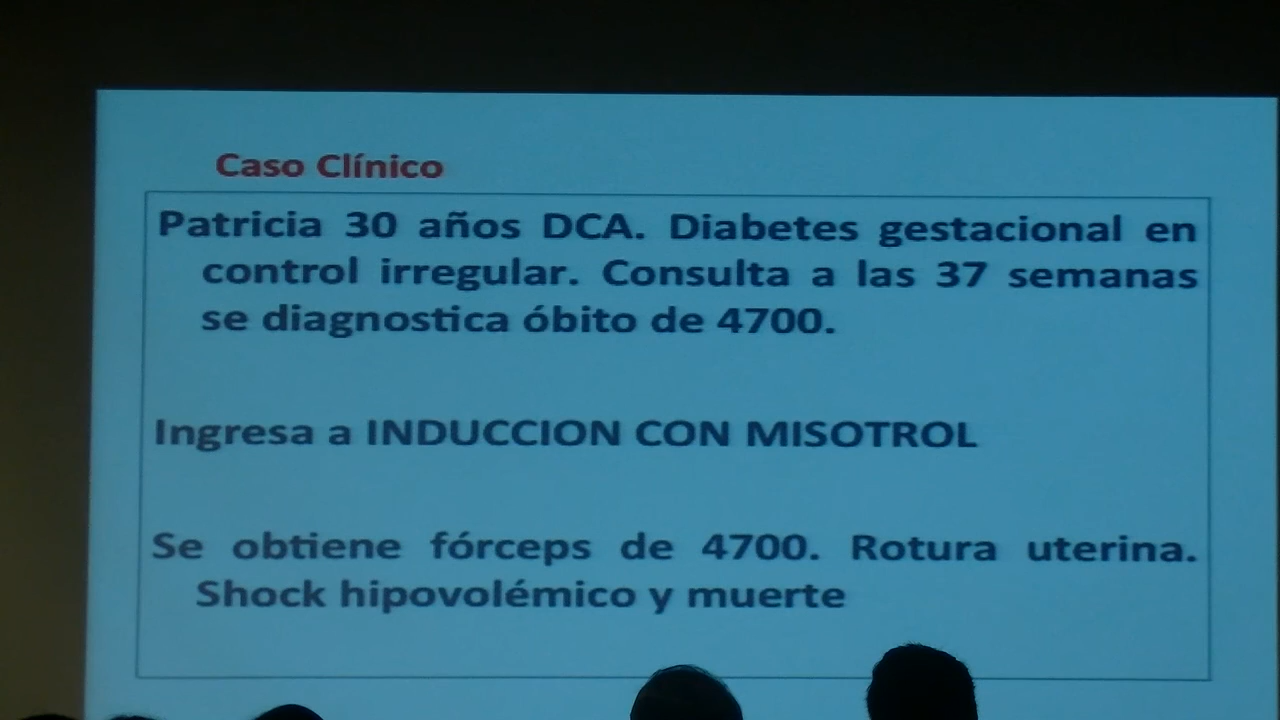 Caso Clínico
Patricia 30 años DCA. Diabetes gestacional en
control irregular. Consulta a las 37 semanas
se diagnostica óbito de 4700.
Ingresa a INDUCCION CON MISOTROL
Se obtiene fórceps de 4700. Rotura uterina.
Shock hipovolémico y muerte